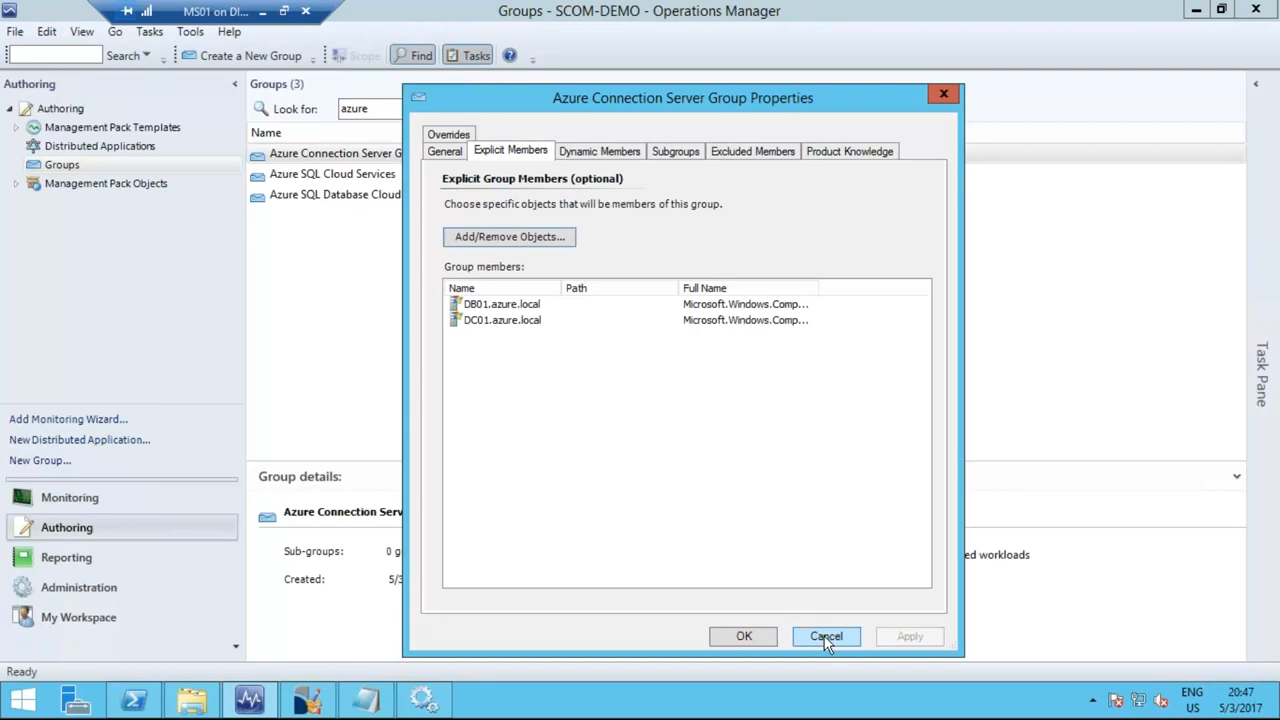 MS01 on DI...
Groups - SCOM-DEMO - Operations Manager
File Edit View Go Tasks Tools Help
Search Create a New Group Scope Find Tasks
Authoring
Authoring
Management Pack Templates
Distributed Applications
Groups
Management Pack Objects
Add Monitoring Wizard...
New Distributed Application...
New Group...
Monitoring
Authoring
Reporting
Administration
My Workspace
Ready
Groups (3)
Look for: azure
Name
Azure Connection Server G
Azure SQL Cloud Services
Azure SQL Database Cloud
Group details:
Azure Connection Serv
Sub-groups: 0 g
ed workloads
Created: 5/3
Azure Connection Server Group Properties
Overrides
General Explicit Members Dynamic Members Subgroups Excluded Members Product Knowledge
Explicit Group Members (optional)
Choose specific objects that will be members of this group.
Add/Remove Objects...
Group members:
Name Path Full Name
DB01.azure.local Microsoft.Windows.Comp...
DC01.azure.local Microsoft.Windows.Comp...
OK Cancel Apply
Task Pane
ENG 20:47
US 5/3/2017